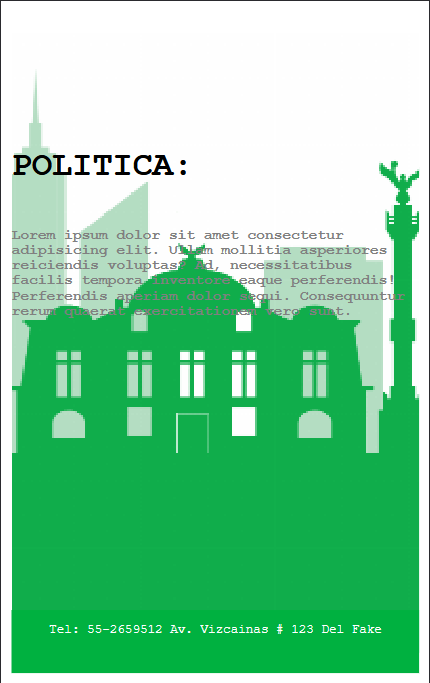 POLITICA:
Lorem ipsum dolor sit amet consectetur
adipisicing elit. Ullam mollitia asperiores
reiciendis voluptas? Ad, necessitatibus
facilis tempora inventore eaque perferendis!
Perferendis aperiam dolor sequi. Consequuntur
rerum quaerat exercitationem vero sunt.
Tel: 55-2659512 Av. Vizcainas # 123 Del Fake